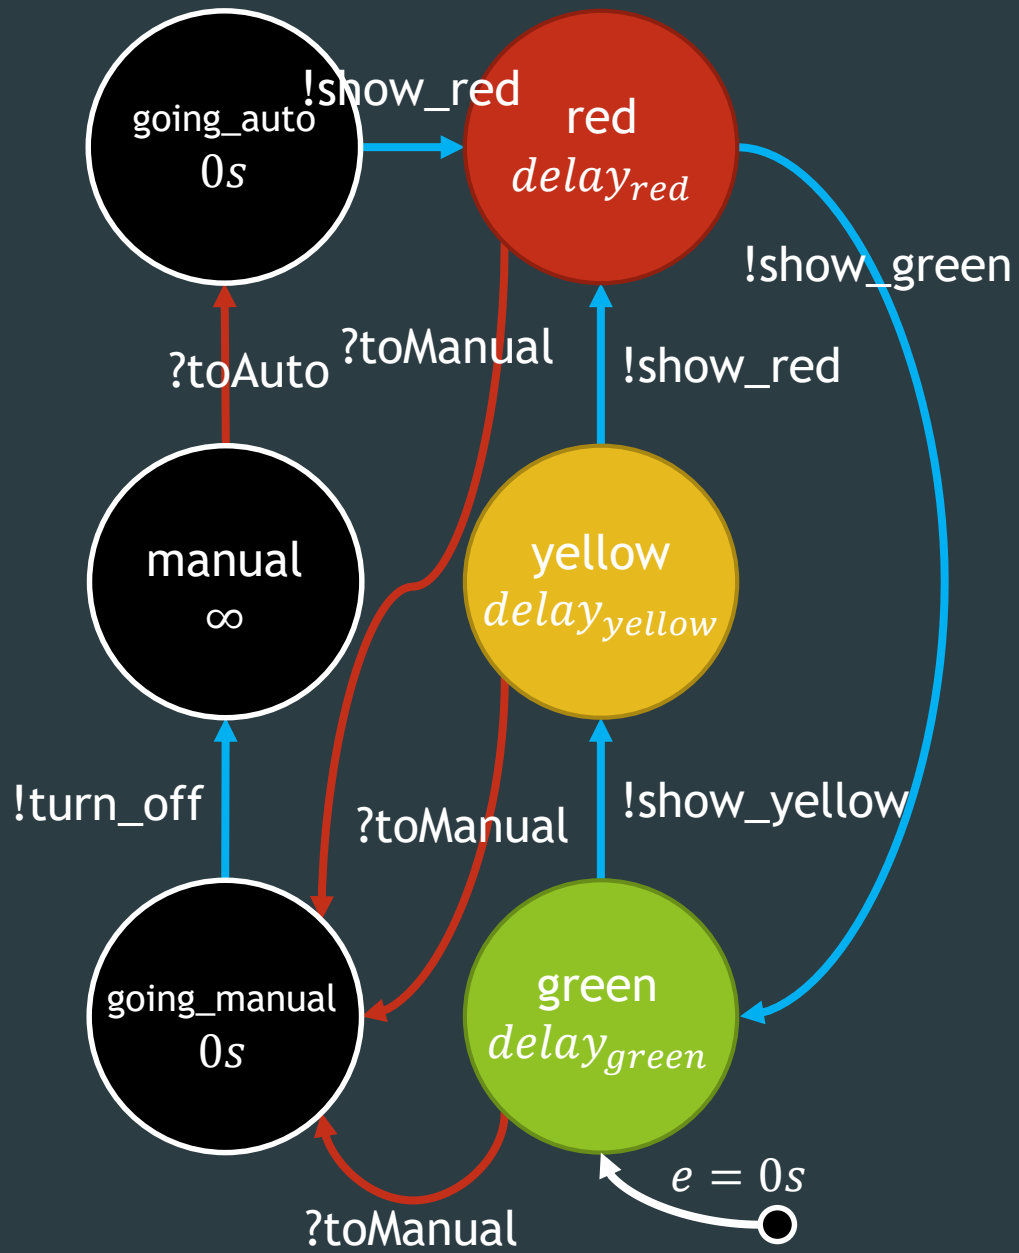 going_auto
0s
!show_red
red
delay_red
!show_green
?toAuto
?toManual
!show_red
manual
∞
yellow
delay_yellow
!turn_off
?toManual
!show_yellow
going_manual
0s
green
delay_green
?toManual
e = 0s